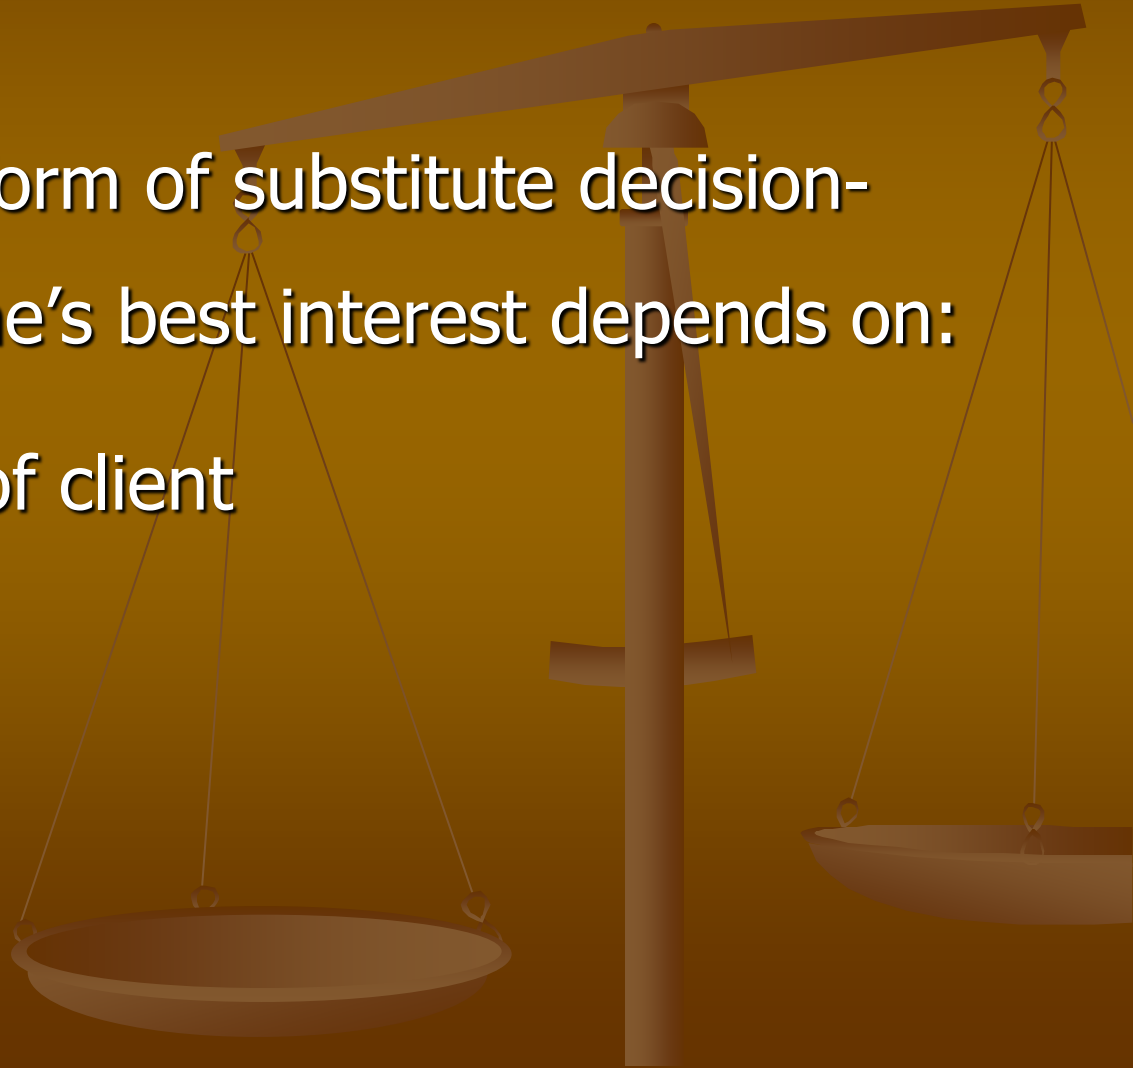 orm of substitute decision-
e’s best interest depends on:
of client